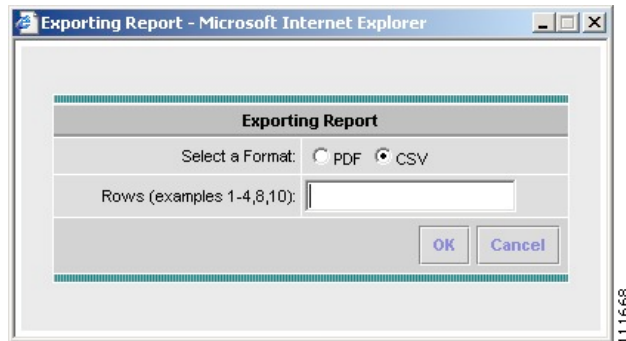 Exporting Report - Microsoft Internet Explorer
Exporting Report
Select a Format: PDF CSV
Rows (examples 1-4,8,10):
OK Cancel
111668